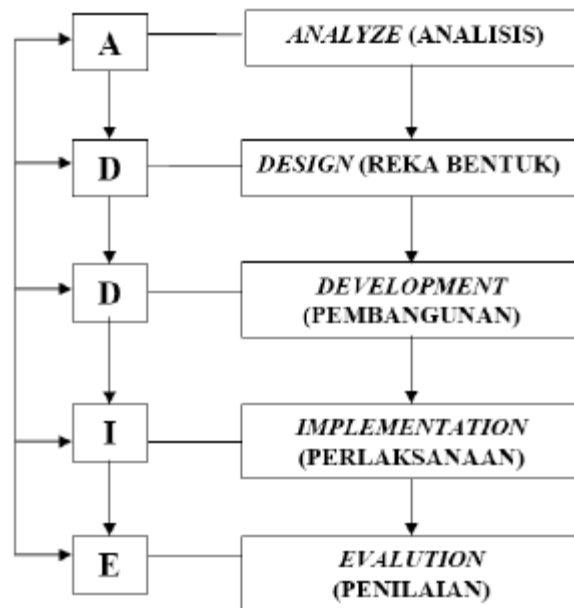 A
ANALYZE (ANALISIS)
D
DESIGN (REKA BENTUK)
D
DEVELOPMENT
(PEMBANGUNAN)
I
IMPLEMENTATION
(PERLAKSANAAN)
E
EVALUTION
(PENILAIAN)